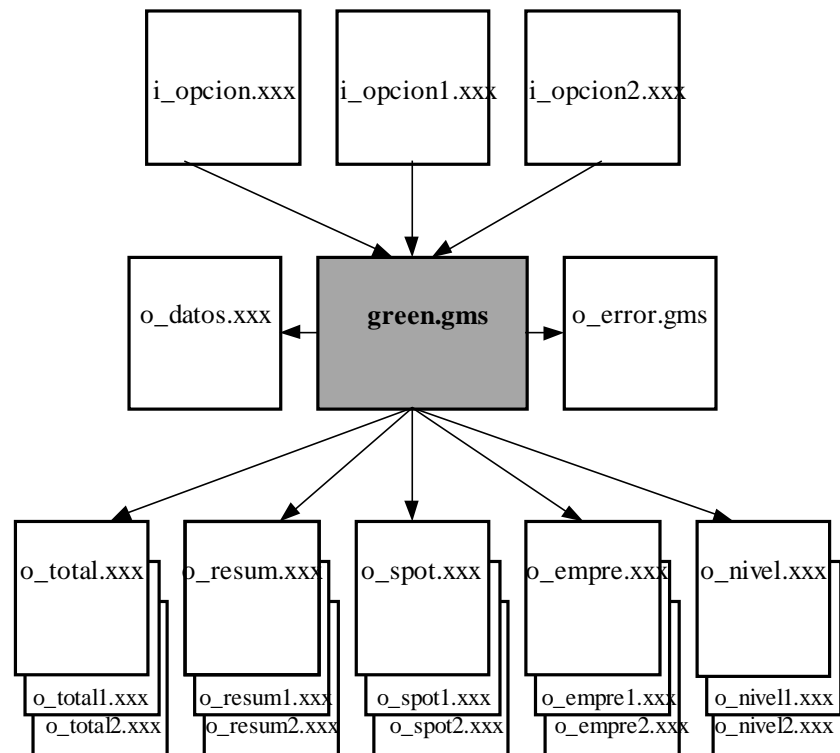 i_opcion.xxx
i_opcion1.xxx
i_opcion2.xxx
o_datos.xxx
green.gms
o_error.gms
o_total.xxx
o_resum.xxx
o_spot.xxx
o_empre.xxx
o_nivel.xxx
o_total1.xxx
o_resum1.xxx
o_spot1.xxx
o_empre1.xxx
o_nivel1.xxx
o_total2.xxx
o_resum2.xxx
o_spot2.xxx
o_empre2.xxx
o_nivel2.xxx